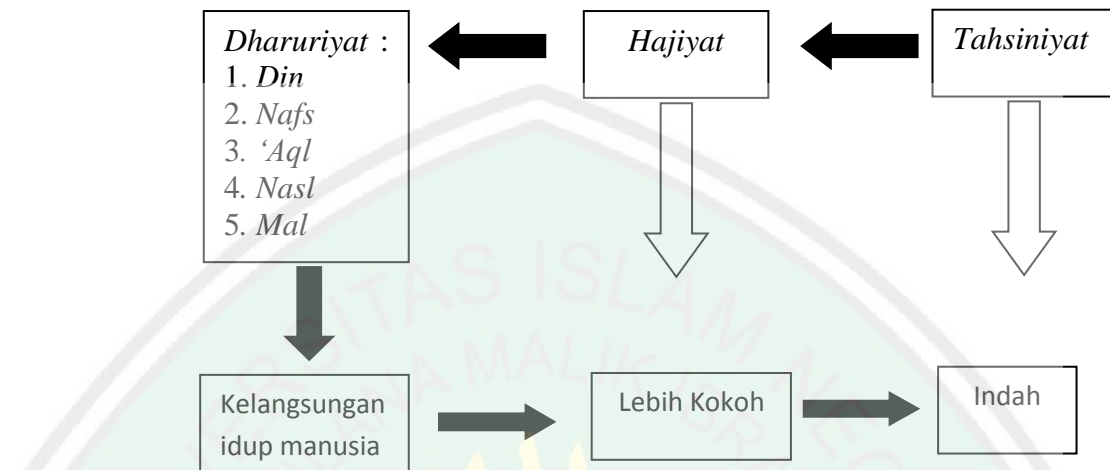 Dharuriyat :
1. Din
2. Nafs
3. ‘Aql
4. Nasl
5. Mal
Hajiyat
Tahsiniyat
Kelangsungan
idup manusia
Lebih Kokoh
Indah